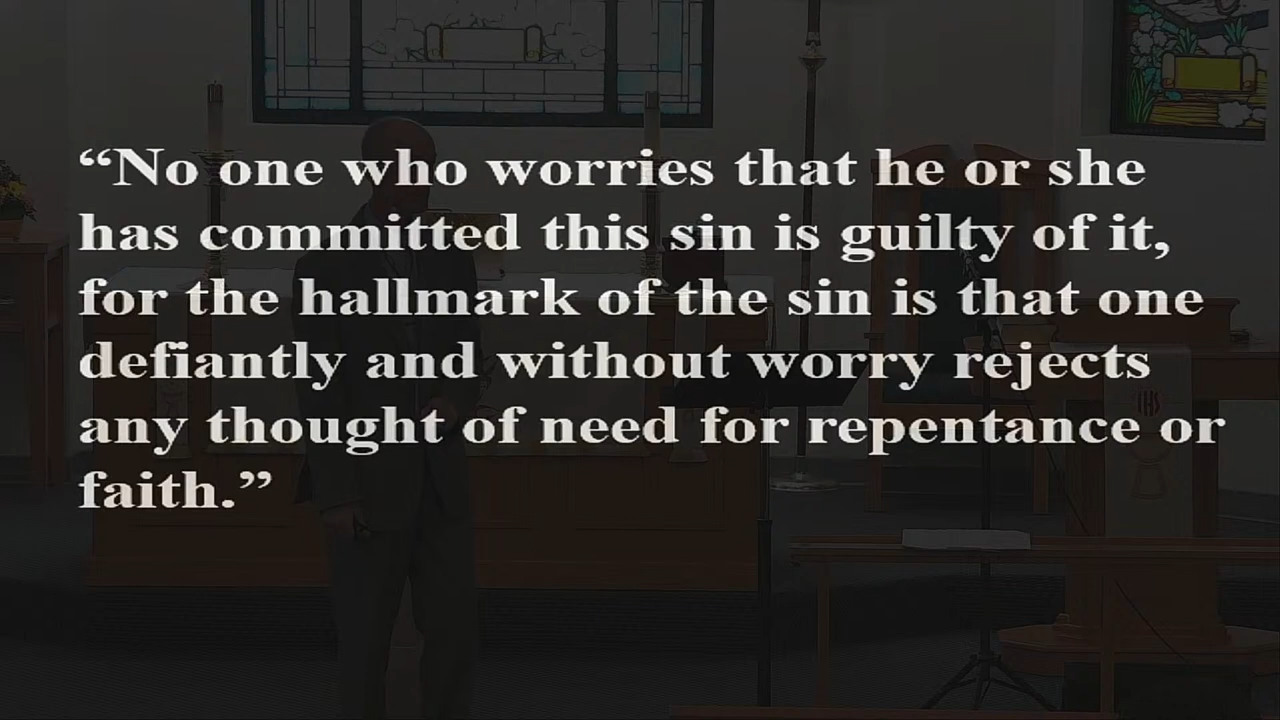 “No one who worries that he or she
has committed this sin is guilty of it,
for the hallmark of the sin is that one
defiantly and without worry rejects
any thought of need for repentance or
faith.”
IHS